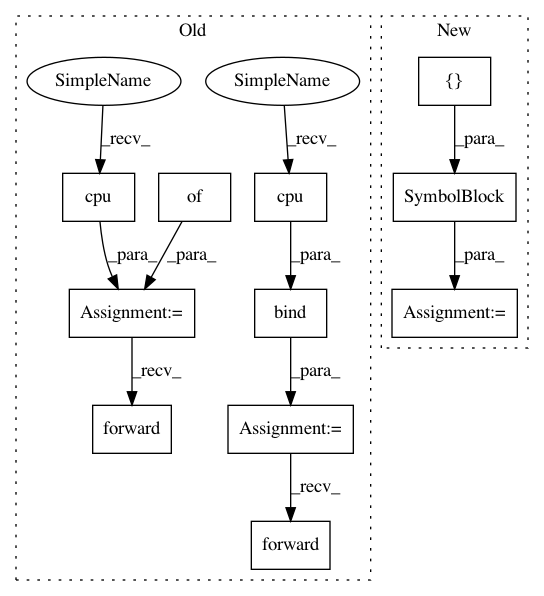 Old
New
SimpleName
SimpleName
{}
_recv_
_recv_
_para_
cpu
of
cpu
SymbolBlock
_para_
_para_
_para_
_para_
Assignment:=
bind
Assignment:=
_recv_
_para_
forward
Assignment:=
_recv_
forward